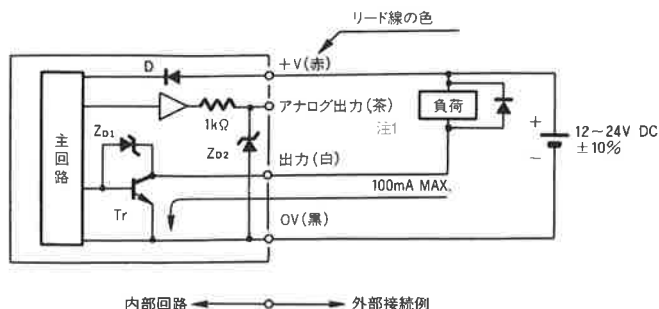 リード線の色
D
+V(赤)
アナログ出力(茶)
1kΩ
注1
負荷
主回路
ZD1
ZD2
出力(白)
100mA MAX.
Tr
0V(黒)
+
12~24V DC
−
±10%
内部回路
外部接続例